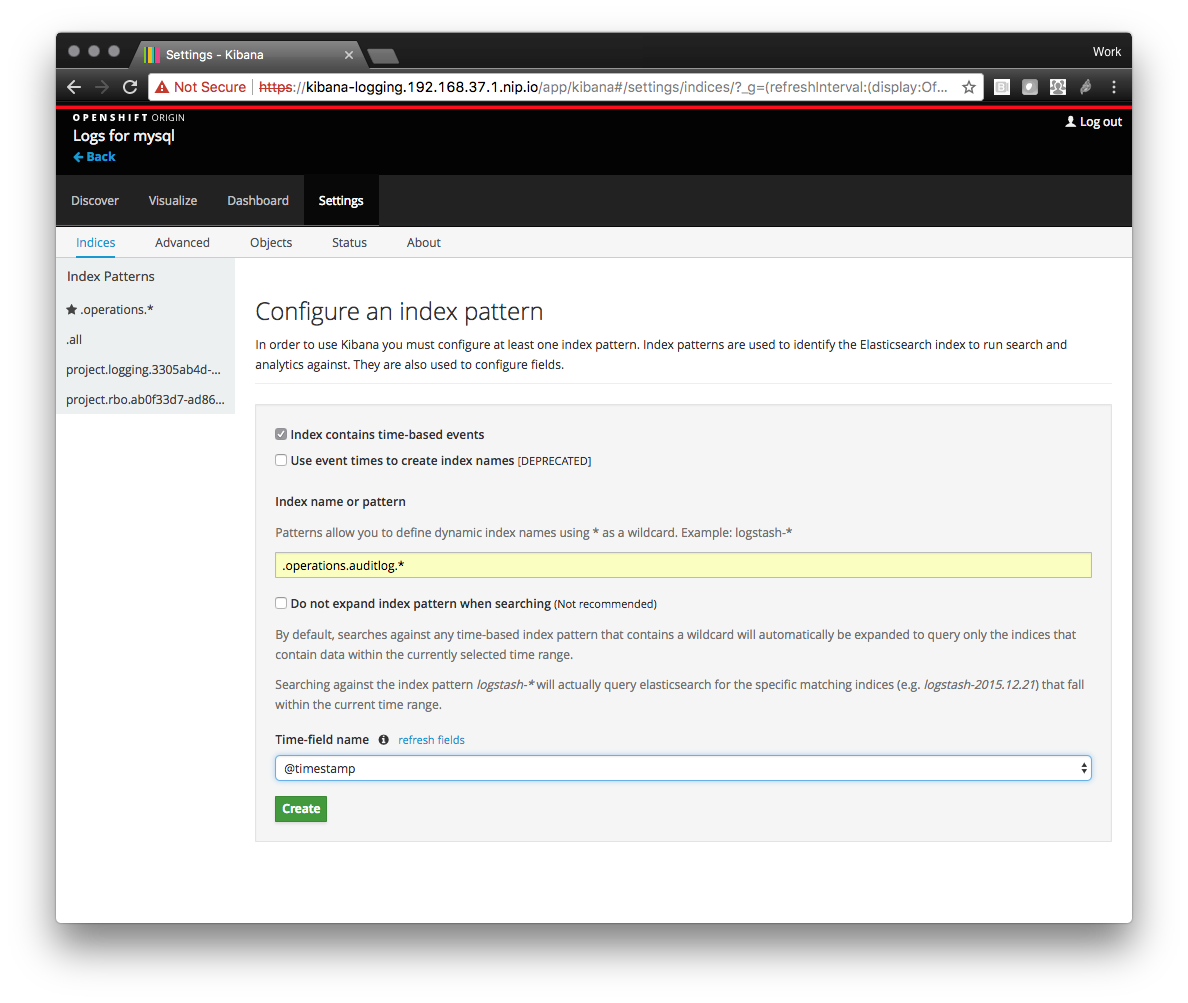 Settings - Kibana
Work
Not Secure https://kibana-logging.192.168.37.1.nip.io/app/kibana#/settings/indices/?_g=(refreshInterval:(display:Of...
OPENSHIFT ORIGIN
Logs for mysql
Log out
Back
Discover Visualize Dashboard Settings
Indices Advanced Objects Status About
Index Patterns
.operations.*
.all
project.logging.3305ab4d-...
project.rbo.ab0f33d7-ad86...
Configure an index pattern
In order to use Kibana you must configure at least one index pattern. Index patterns are used to identify the Elasticsearch index to run search and
analytics against. They are also used to configure fields.
Index contains time-based events
Use event times to create index names [DEPRECATED]
Index name or pattern
Patterns allow you to define dynamic index names using * as a wildcard. Example: logstash-*
.operations.auditlog.*
Do not expand index pattern when searching (Not recommended)
By default, searches against any time-based index pattern that contains a wildcard will automatically be expanded to query only the indices that
contain data within the currently selected time range.
Searching against the index pattern logstash-* will actually query elasticsearch for the specific matching indices (e.g. logstash-2015.12.21) that fall
within the current time range.
Time-field name refresh fields
@timestamp
Create